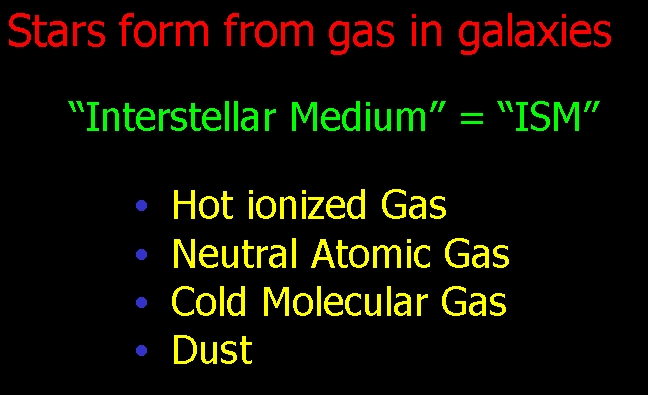 Stars form from gas in galaxies
“Interstellar Medium” = “ISM”
• Hot ionized Gas
• Neutral Atomic Gas
• Cold Molecular Gas
• Dust